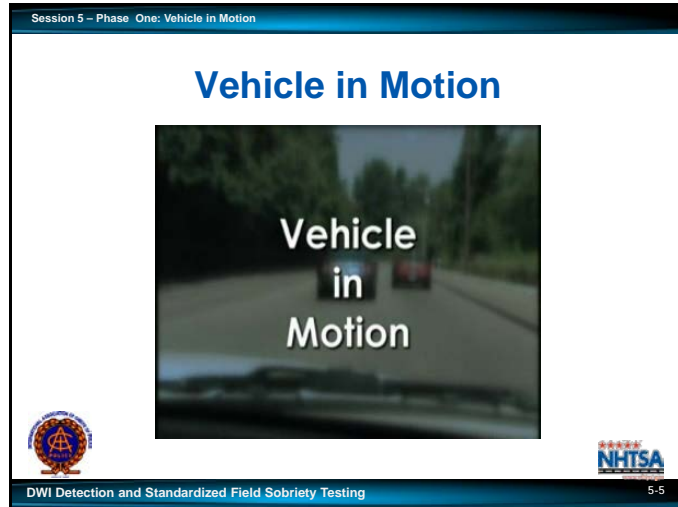 Session 5 – Phase One: Vehicle in Motion
Vehicle in Motion
Vehicle
in
Motion
NHTSA
DWI Detection and Standardized Field Sobriety Testing
5-5